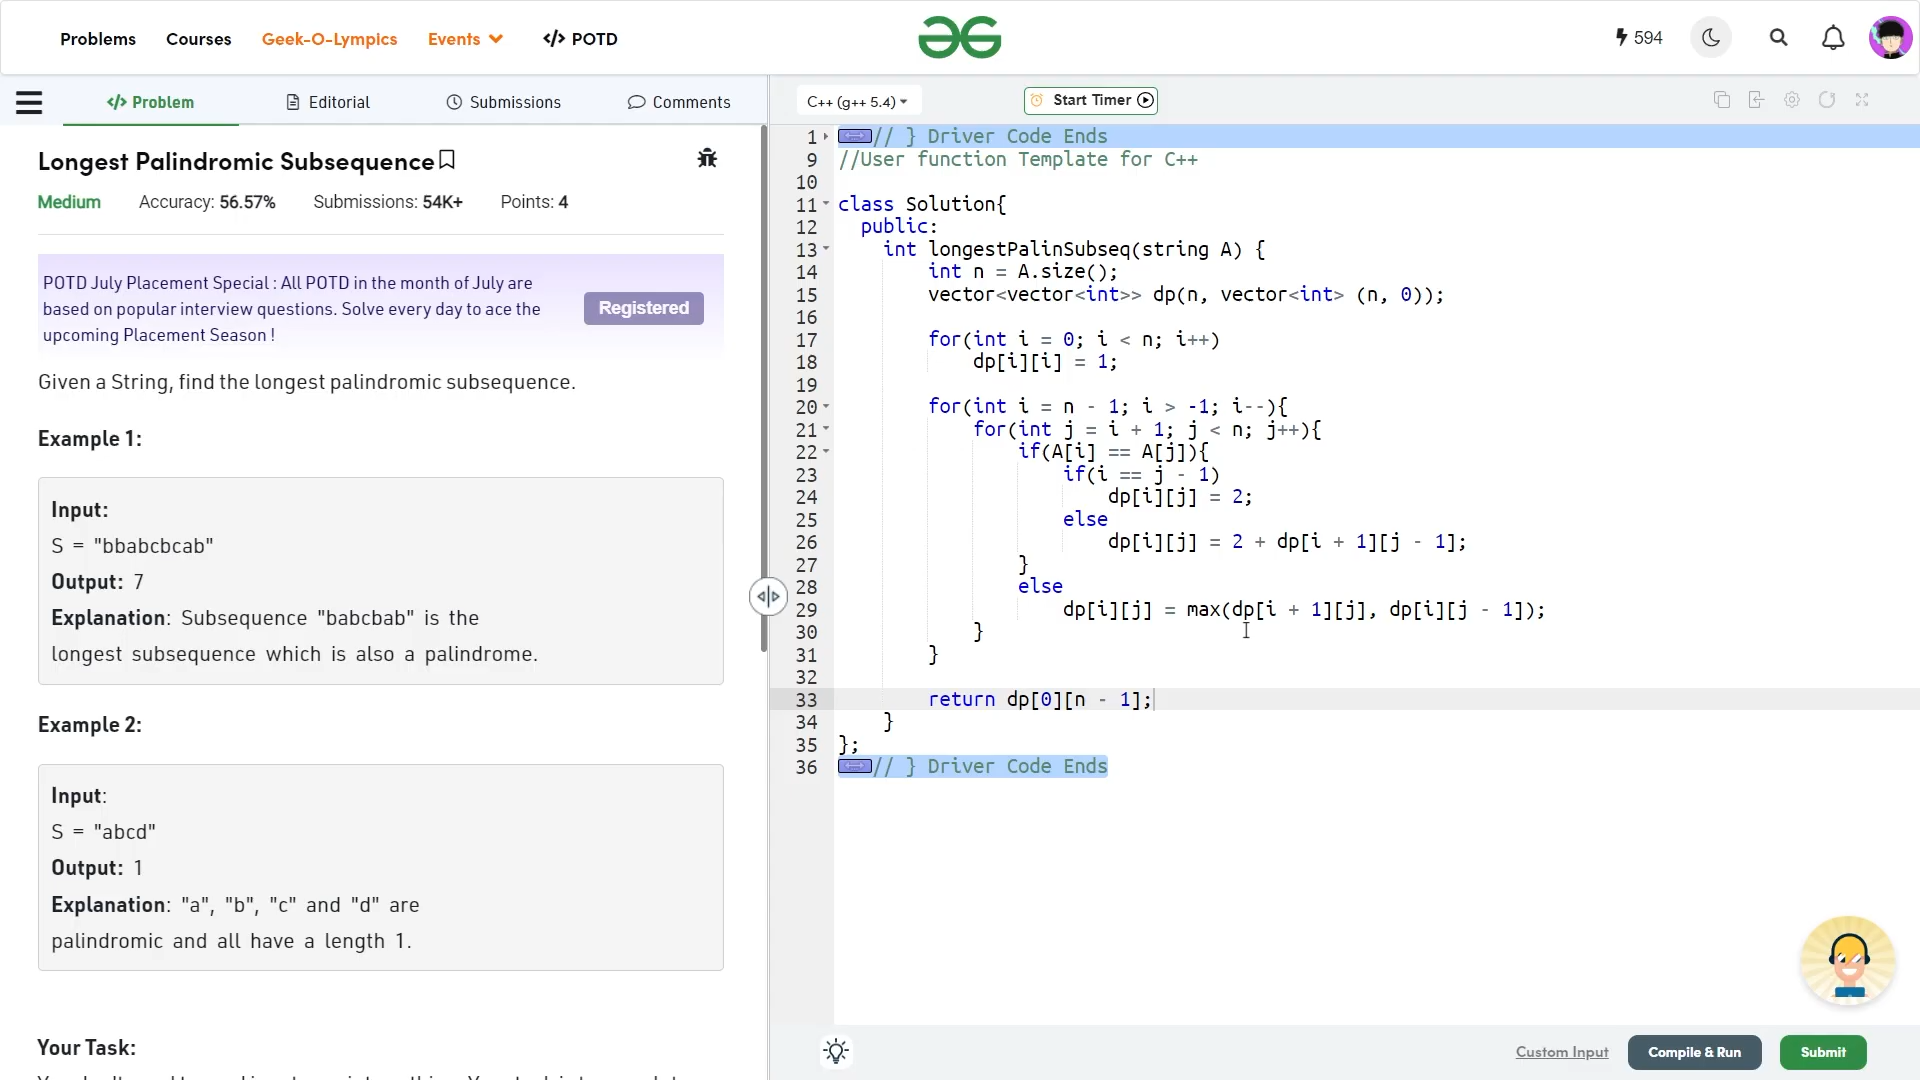 Problems Courses Geek-O-Lympics Events </> POTD
594
</> Problem Editorial Submissions Comments
Longest Palindromic Subsequence
Medium Accuracy: 56.57% Submissions: 54K+ Points: 4
POTD July Placement Special : All POTD in the month of July are
based on popular interview questions. Solve every day to ace the
upcoming Placement Season !
Registered
Given a String, find the longest palindromic subsequence.
Example 1:
Input:
S = "bbabcbcab"
Output: 7
Explanation: Subsequence "babcbab" is the
longest subsequence which is also a palindrome.
Example 2:
Input:
S = "abcd"
Output: 1
Explanation: "a", "b", "c" and "d" are
palindromic and all have a length 1.
Your Task:
C++ (g++ 5.4)
Start Timer
1 // } Driver Code Ends
9 //User function Template for C++
10
11 class Solution{
12 public:
13 int longestPalinSubseq(string A) {
14 int n = A.size();
15 vector<vector<int>> dp(n, vector<int> (n, 0));
16
17 for(int i = 0; i < n; i++)
18 dp[i][i] = 1;
19
20 for(int i = n - 1; i > -1; i--){
21 for(int j = i + 1; j < n; j++){
22 if(A[i] == A[j]){
23 if(i == j - 1)
24 dp[i][j] = 2;
25 else
26 dp[i][j] = 2 + dp[i + 1][j - 1];
27 }
28 else
29 dp[i][j] = max(dp[i + 1][j], dp[i][j - 1]);
30 }
31 }
32
33 return dp[0][n - 1];
34 }
35 };
36 // } Driver Code Ends
Custom Input Compile & Run Submit